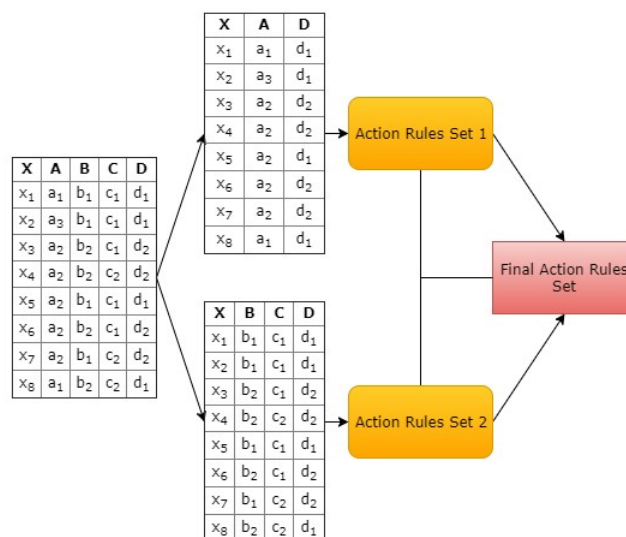 X A B C D
x₁ a₁ b₁ c₁ d₁
x₂ a₃ b₁ c₁ d₁
x₃ a₂ b₂ c₁ d₂
x₄ a₂ b₂ c₂ d₂
x₅ a₂ b₁ c₁ d₁
x₆ a₂ b₂ c₁ d₂
x₇ a₂ b₁ c₂ d₂
x₈ a₁ b₂ c₂ d₁
X A D
x₁ a₁ d₁
x₂ a₃ d₁
x₃ a₂ d₂
x₄ a₂ d₂
x₅ a₂ d₁
x₆ a₂ d₂
x₇ a₂ d₂
x₈ a₁ d₁
X B C D
x₁ b₁ c₁ d₁
x₂ b₁ c₁ d₁
x₃ b₂ c₁ d₂
x₄ b₂ c₂ d₂
x₅ b₁ c₁ d₁
x₆ b₂ c₁ d₂
x₇ b₁ c₂ d₂
x₈ b₂ c₂ d₁
Action Rules Set 1
Action Rules Set 2
Final Action Rules
Set